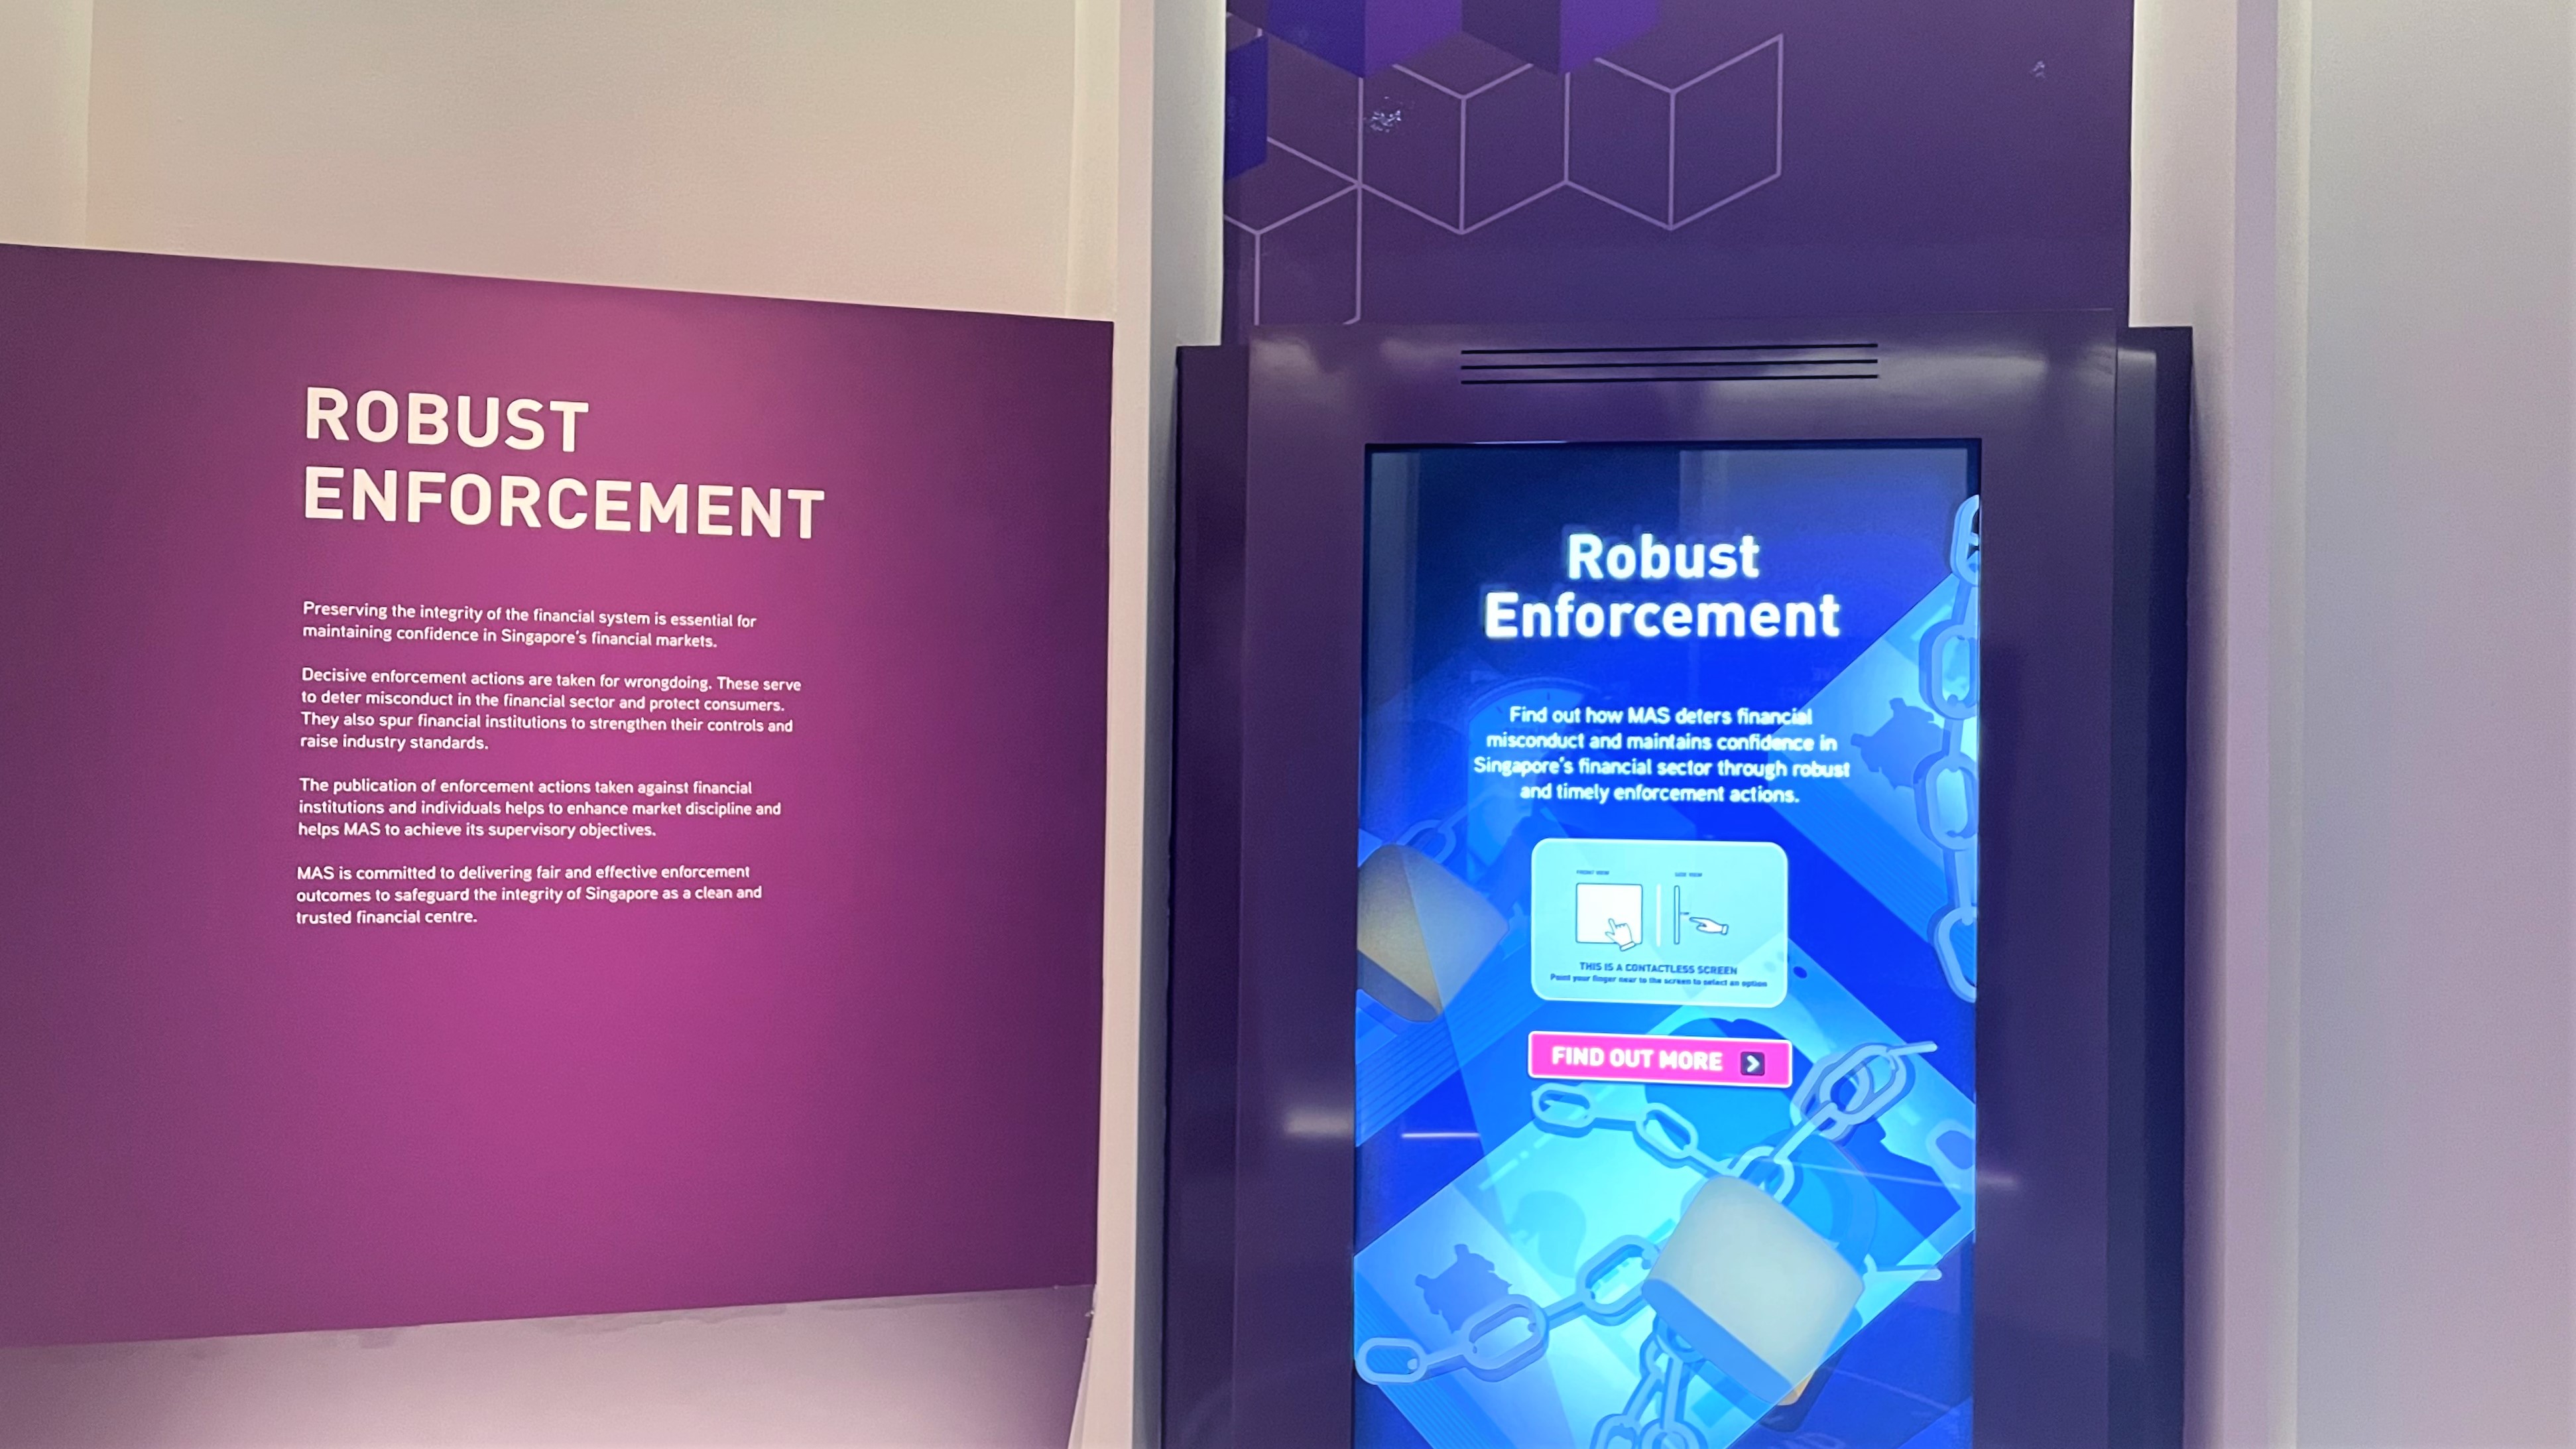 ROBUST
ENFORCEMENT
Preserving the integrity of the financial system is essential for
maintaining confidence in Singapore's financial markets.
Decisive enforcement actions are taken for wrongdoing. These serve
to deter misconduct in the financial sector and protect consumers.
They also spur financial institutions to strengthen their controls and
raise industry standards.
The publication of enforcement actions taken against financial
institutions and individuals helps to enhance market discipline and
helps MAS to achieve its supervisory objectives.
MAS is committed to delivering fair and effective enforcement
outcomes to safeguard the integrity of Singapore as a clean and
trusted financial centre.
Robust
Enforcement
Find out how MAS deters financial
misconduct and maintains confidence in
Singapore's financial sector through robust
and timely enforcement actions.
FRONT VIEW SIDE VIEW
THIS IS A CONTACTLESS SCREEN
Point your finger near to the screen to select an option
FIND OUT MORE